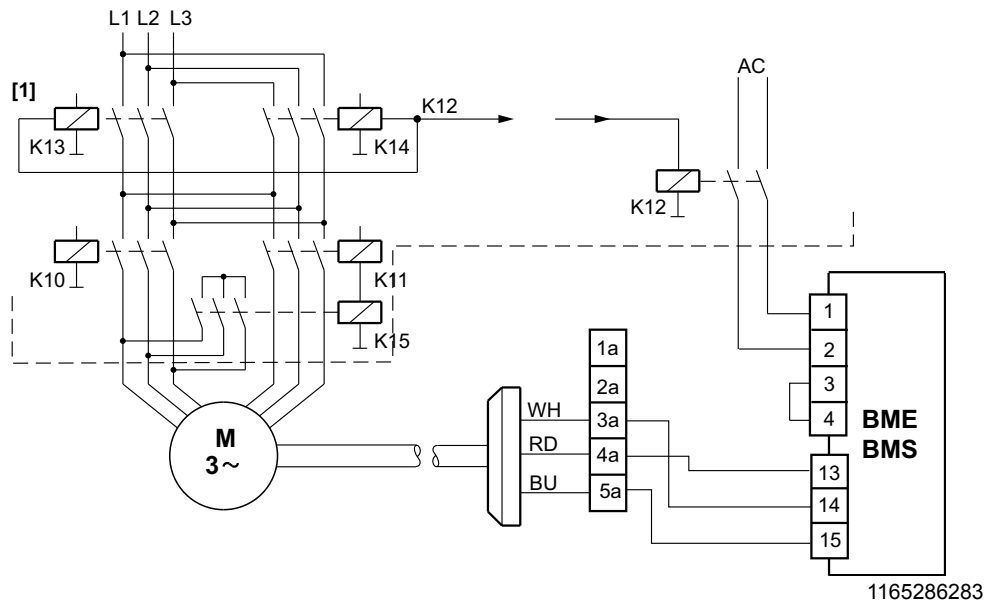 L1 L2 L3
AC
[1]
K12
K13
K14
K12
K10
K11
K15
1
2
3
4
BME
BMS
13
14
15
1a
2a
3a
4a
5a
WH
RD
BU
M
3~
1165286283